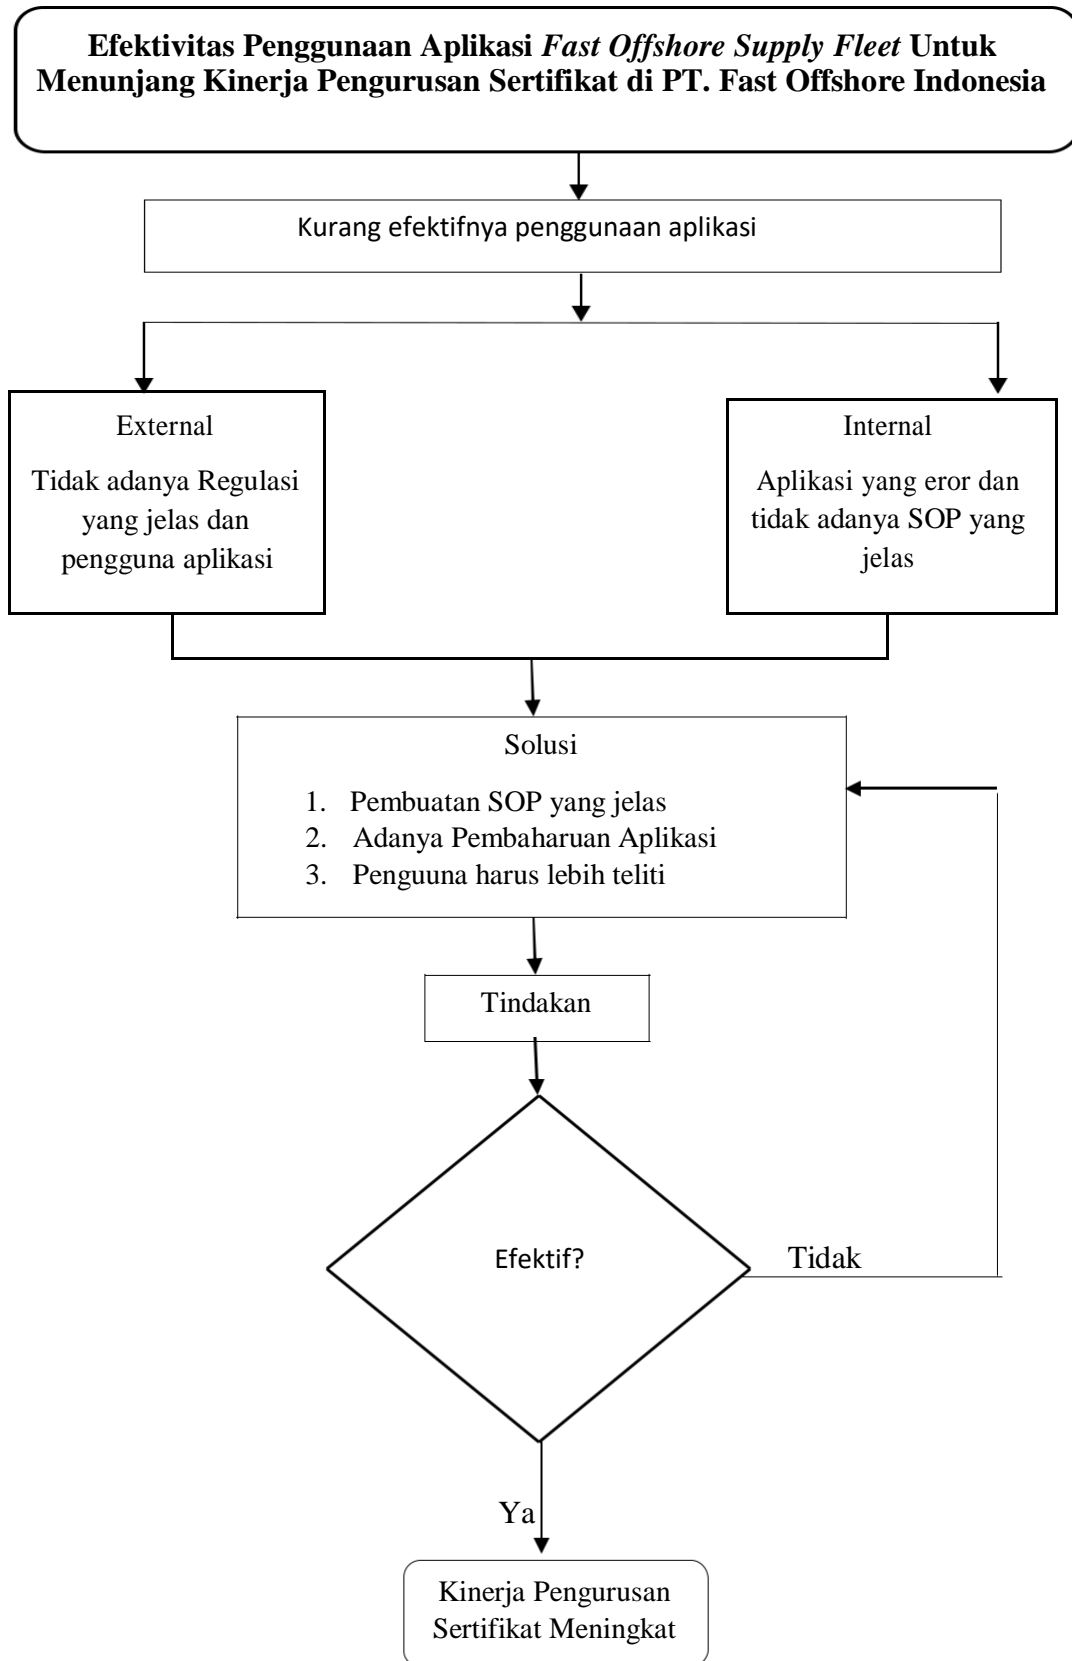 Efektivitas Penggunaan Aplikasi Fast Offshore Supply Fleet Untuk
Menunjang Kinerja Pengurusan Sertifikat di PT. Fast Offshore Indonesia
Kurang efektifnya penggunaan aplikasi
External
Tidak adanya Regulasi
yang jelas dan
pengguna aplikasi
Internal
Aplikasi yang eror dan
tidak adanya SOP yang
jelas
Solusi
1. Pembuatan SOP yang jelas
2. Adanya Pembaharuan Aplikasi
3. Penguuna harus lebih teliti
Tindakan
Efektif?
Tidak
Ya
Kinerja Pengurusan
Sertifikat Meningkat